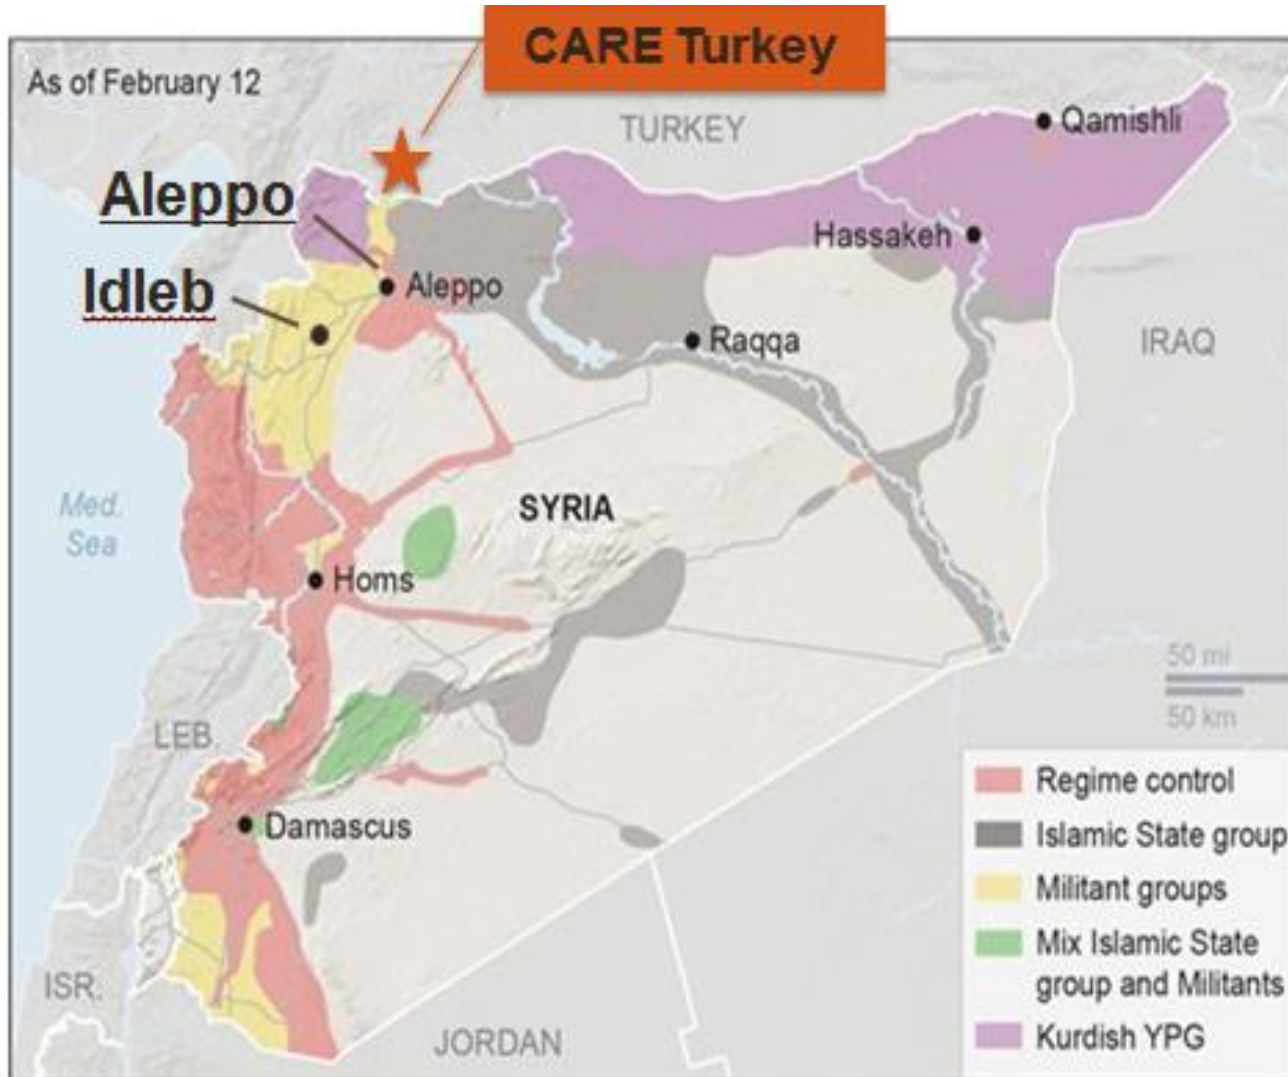 CARE Turkey
As of February 12
TURKEY
Qamishli
Aleppo
Hassakeh
Idleb
Aleppo
Raqqa
IRAQ
SYRIA
Med.
Sea
Homs
50 mi
50 km
LEB.
Damascus
ISR.
JORDAN
Regime control
Islamic State group
Militant groups
Mix Islamic State
group and Militants
Kurdish YPG